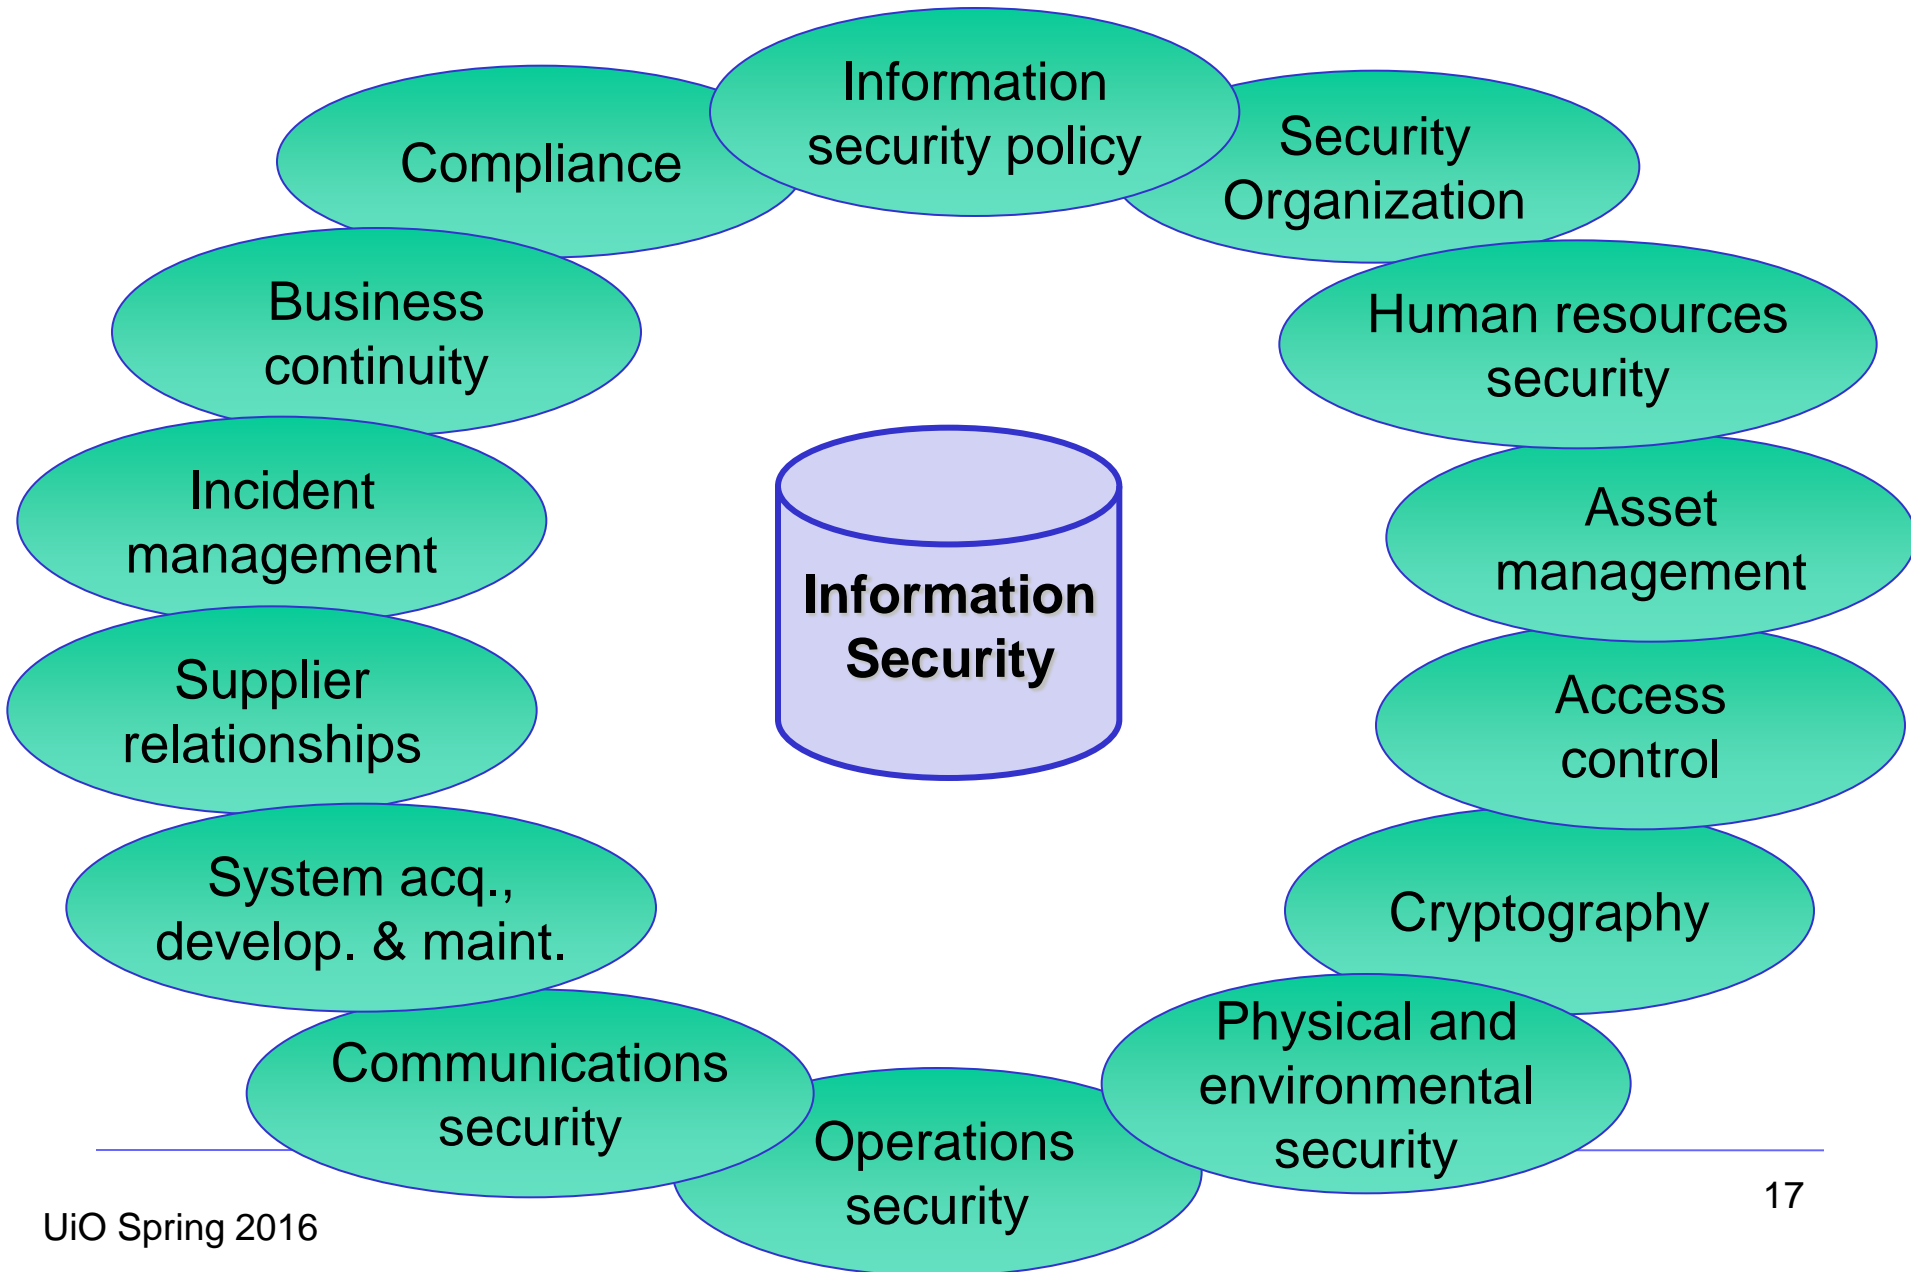 Information
security policy
Security
Organization
Human resources
security
Asset
management
Access
control
Cryptography
Physical and
environmental
security
Operations
security
Communications
security
System acq.,
develop. & maint.
Supplier
relationships
Incident
management
Business
continuity
Compliance
Information
Security
UiO Spring 2016
17